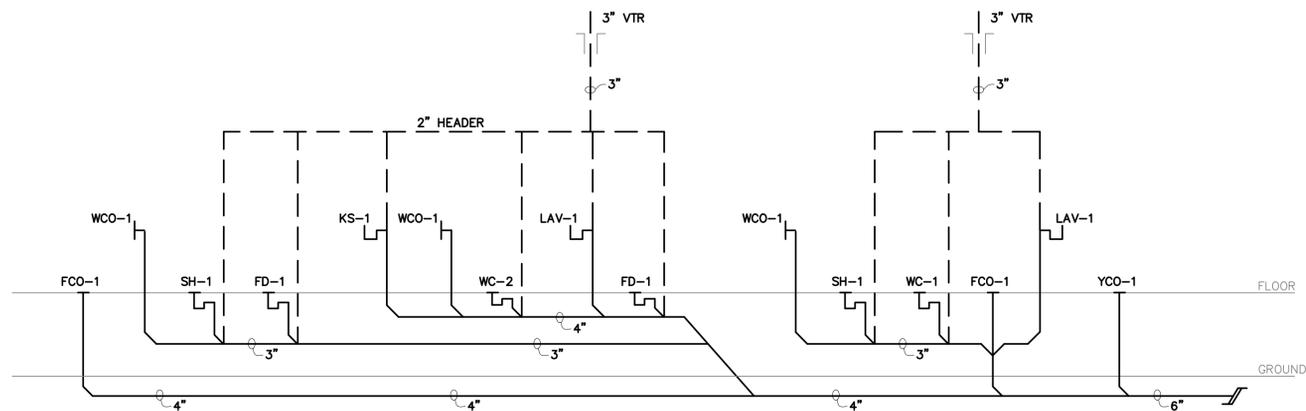 3" VTR
3" VTR
3"
3"
2" HEADER
WCO-1
KS-1
WCO-1
LAV-1
WCO-1
LAV-1
FCO-1
SH-1
FD-1
WC-2
FD-1
SH-1
WC-1
FCO-1
YCO-1
FLOOR
4"
3"
3"
3"
GROUND
4"
4"
4"
6"